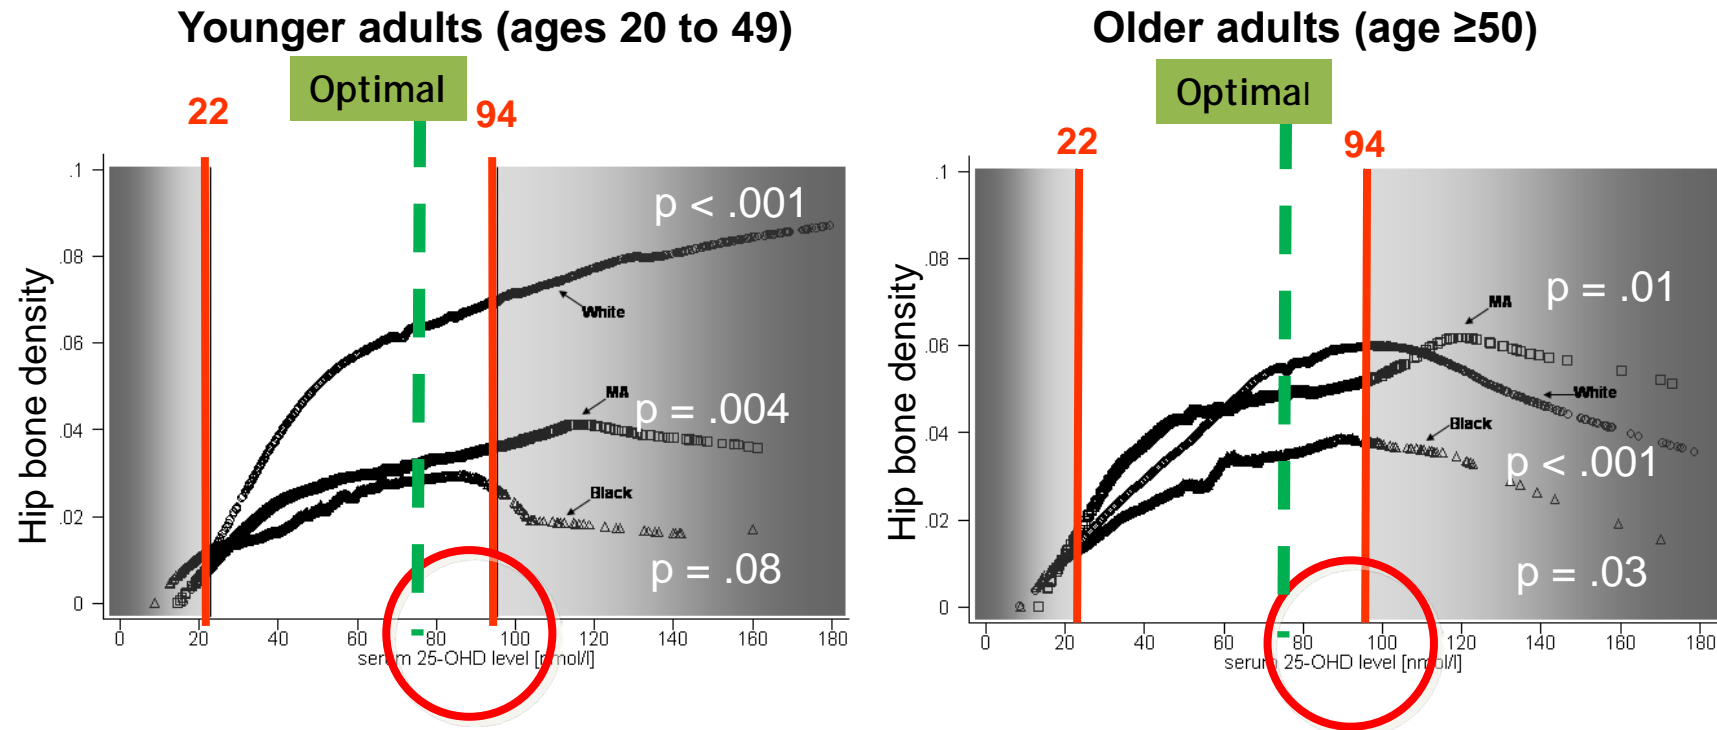 Younger adults (ages 20 to 49)
Optimal
22
94
.1
.08
.06
.04
.02
0
Hip bone density
p < .001
White
MA
p = .004
Black
p = .08
0 20 40 60 80 100 120 140 160 180
serum 25-OHD level [nmol/l]
Older adults (age ≥50)
Optimal
22
94
.1
.08
.06
.04
.02
0
Hip bone density
MA
p = .01
White
Black
p < .001
p = .03
0 20 40 60 80 100 120 140 160 180
serum 25-OHD level [nmol/l]